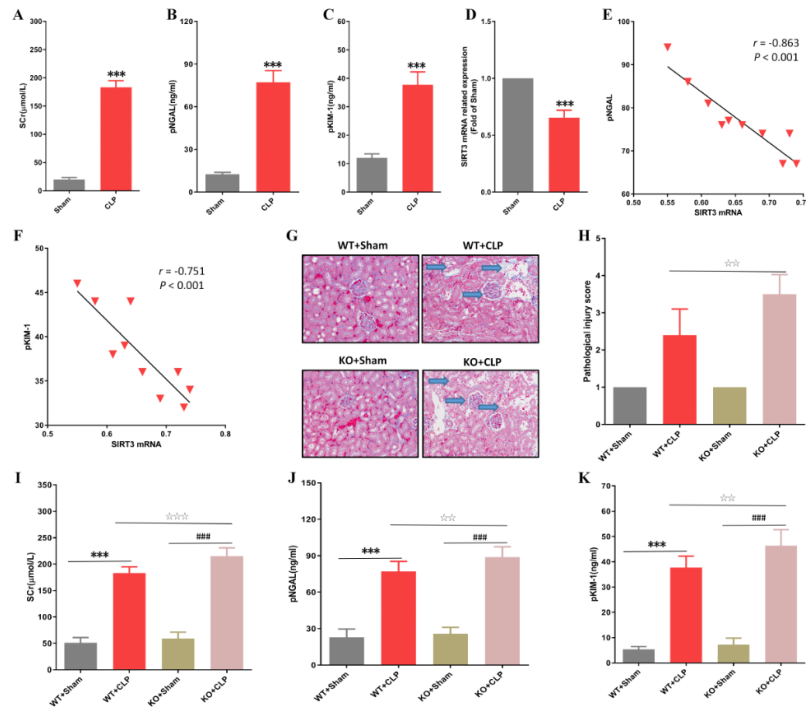 A
SCr(μmol/L)
300
250
200
150
100
50
0
***
Sham
CLP
B
pNGAL(ng/ml)
120
90
60
30
0
***
Sham
CLP
C
pKIM-1(ng/ml)
60
50
40
30
20
10
0
***
Sham
CLP
D
SIRT3 mRNA related expression
(Fold of Sham)
1.5
1.0
0.5
0.0
***
Sham
CLP
E
pNGAL
100
90
80
70
60
r = -0.863
P < 0.001
0.50
0.55
0.60
0.65
0.70
SIRT3 mRNA
F
pKIM-1
50
45
40
35
30
r = -0.751
P < 0.001
0.5
0.6
0.7
0.8
SIRT3 mRNA
G
WT+Sham
WT+CLP
KO+Sham
KO+CLP
H
Pathological injury score
5
4
3
2
1
0
☆☆
WT+Sham
WT+CLP
KO+Sham
KO+CLP
I
SCr(μmol/L)
350
300
250
200
150
100
50
0
***
☆☆☆
###
WT+Sham
WT+CLP
KO+Sham
KO+CLP
J
pNGAL(ng/ml)
150
120
90
60
30
0
***
☆☆
###
WT+Sham
WT+CLP
KO+Sham
KO+CLP
K
pKIM-1(ng/ml)
70
60
50
40
30
20
10
0
***
☆☆
###
WT+Sham
WT+CLP
KO+Sham
KO+CLP